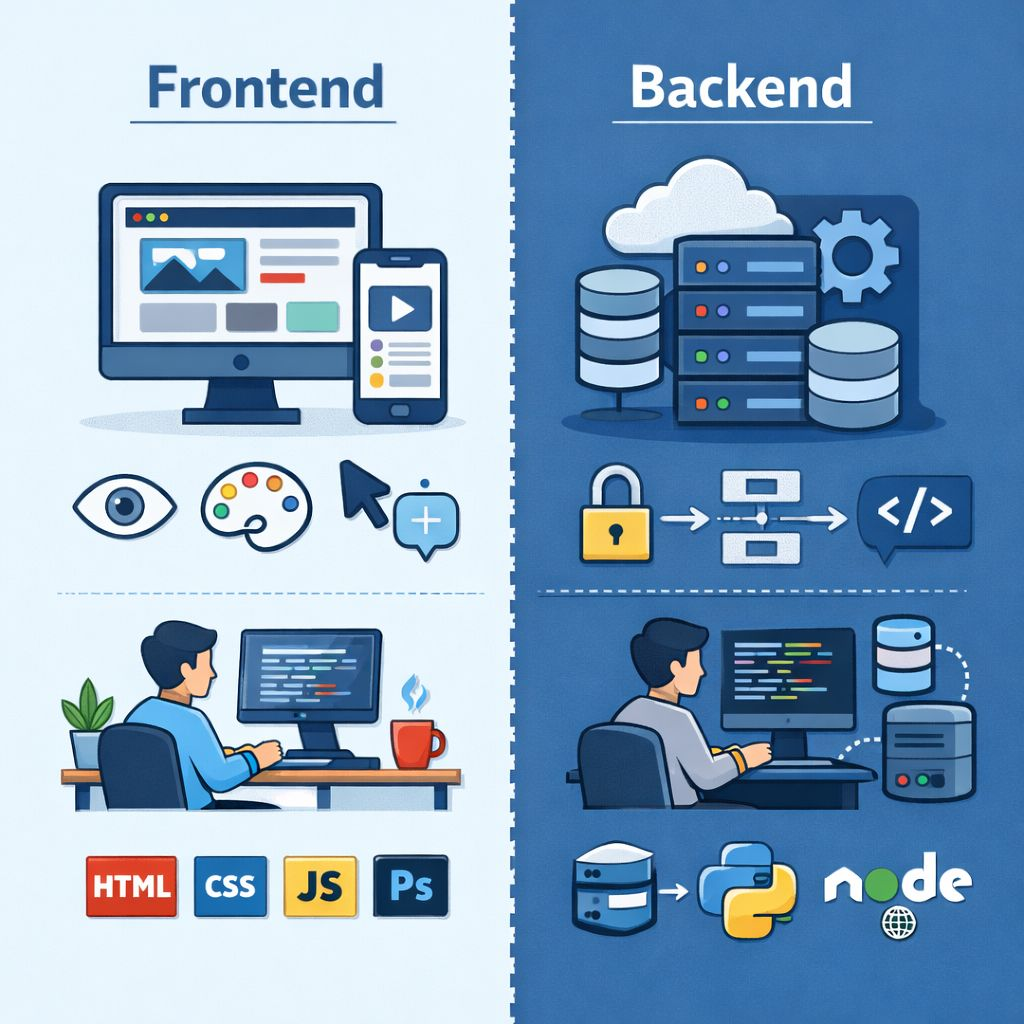 Frontend
Backend
</>
HTML
CSS
JS
Ps
node